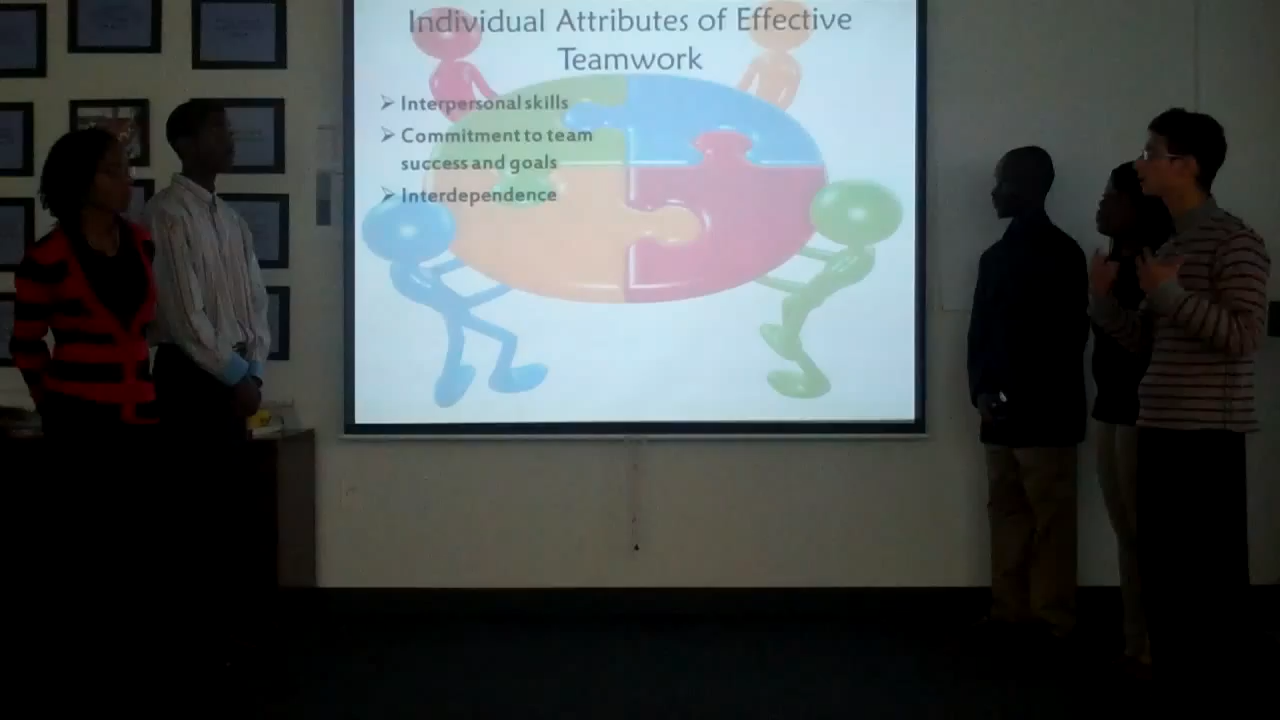 Individual Attributes of Effective
Teamwork
➢ Interpersonal skills
➢ Commitment to team
success and goals
➢ Interdependence